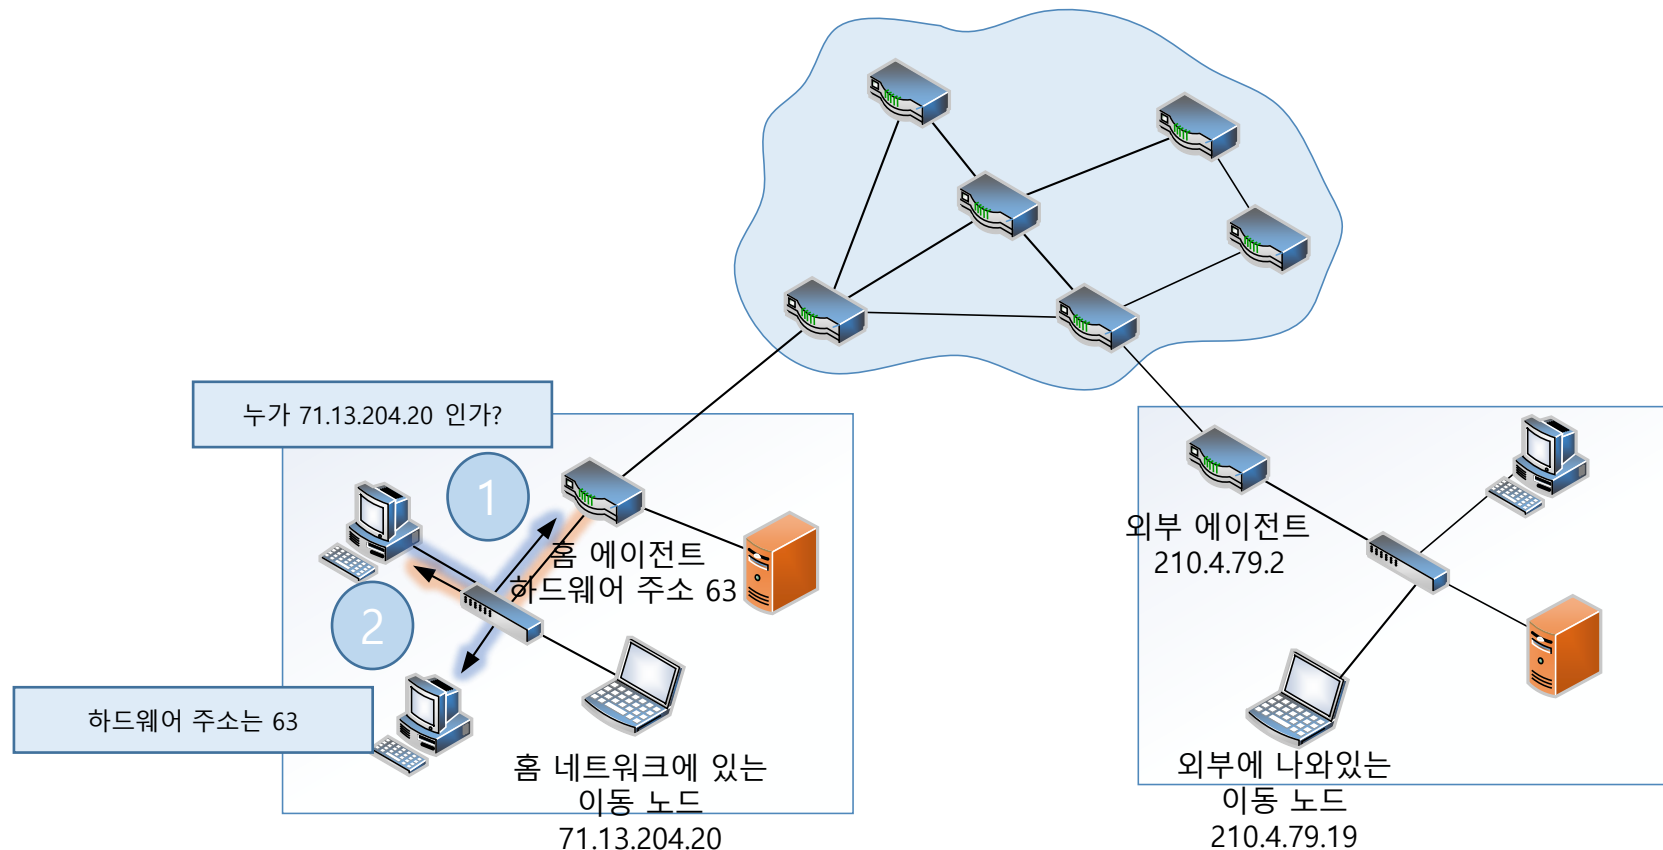 누가 71.13.204.20 인가?
1
홈 에이전트
하드웨어 주소 63
2
하드웨어 주소는 63
홈 네트워크에 있는
이동 노드
71.13.204.20
외부 에이전트
210.4.79.2
외부에 나와있는
이동 노드
210.4.79.19